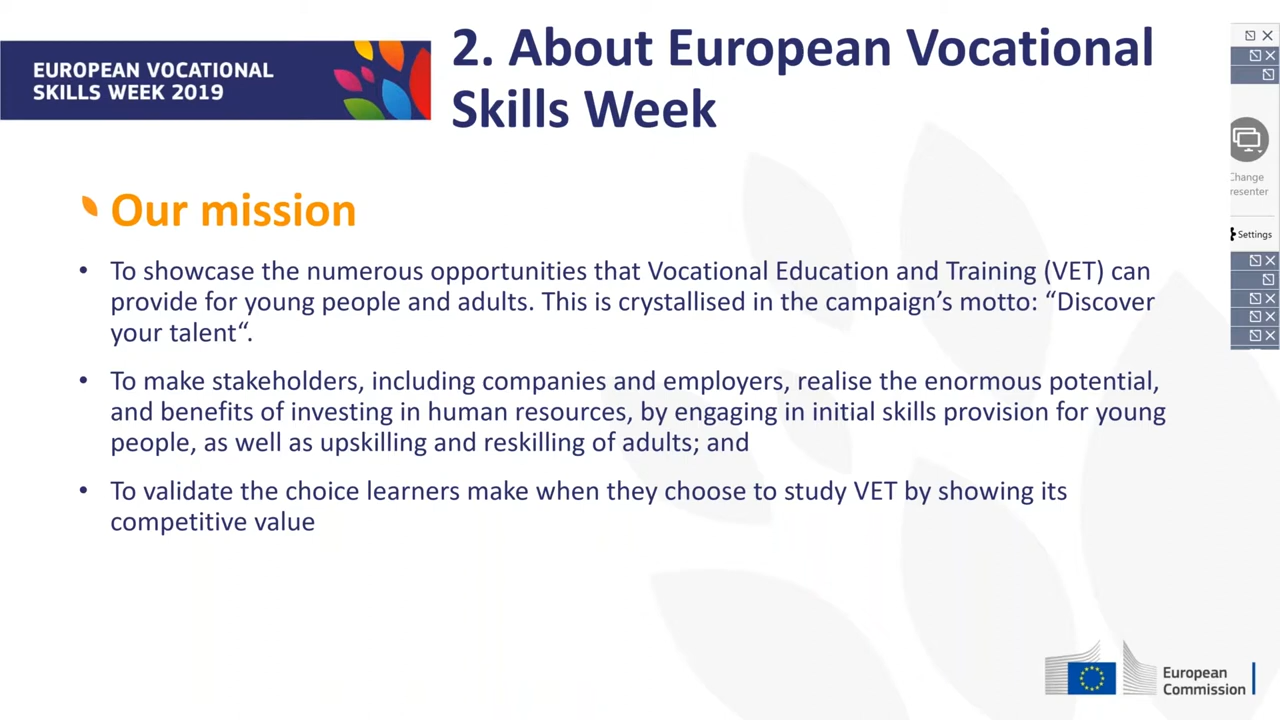 2. About European Vocational
Skills Week
EUROPEAN VOCATIONAL
SKILLS WEEK 2019
Our mission
• To showcase the numerous opportunities that Vocational Education and Training (VET) can
provide for young people and adults. This is crystallised in the campaign’s motto: “Discover
your talent“.
• To make stakeholders, including companies and employers, realise the enormous potential,
and benefits of investing in human resources, by engaging in initial skills provision for young
people, as well as upskilling and reskilling of adults; and
• To validate the choice learners make when they choose to study VET by showing its
competitive value
Change
resenter
Settings
European
Commission